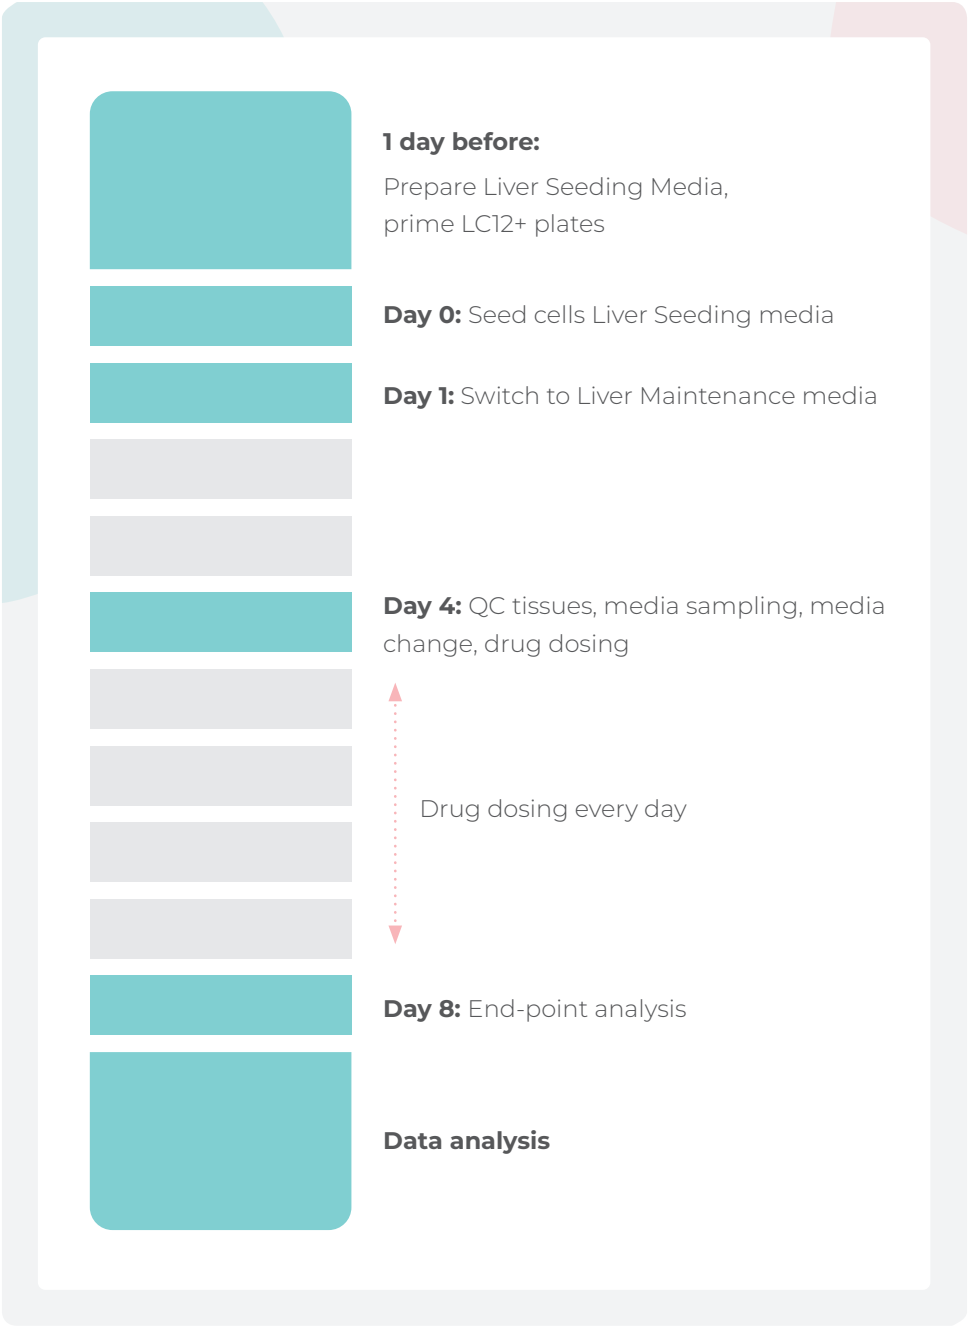 1 day before:
Prepare Liver Seeding Media,
prime LC12+ plates
Day 0: Seed cells Liver Seeding media
Day 1: Switch to Liver Maintenance media
Day 4: QC tissues, media sampling, media
change, drug dosing
Drug dosing every day
Day 8: End-point analysis
Data analysis